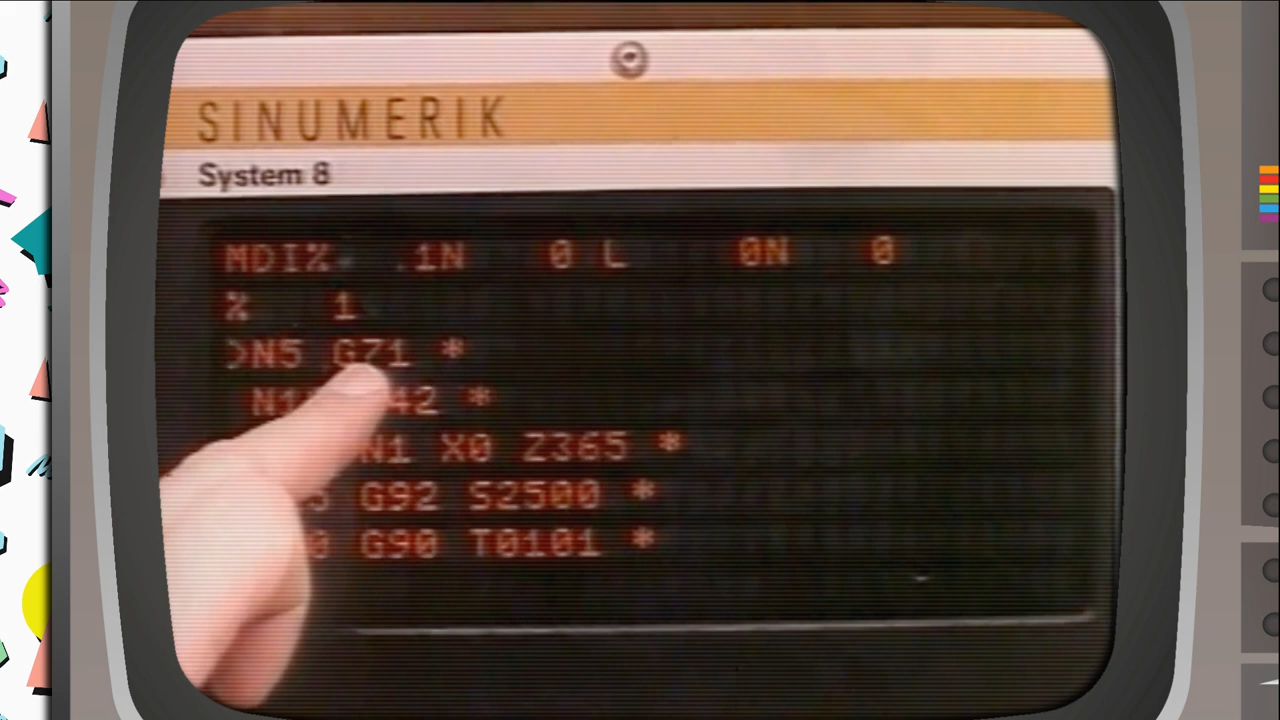 SINUMERIK
System 8
MDI% .1N 0 L 0N 0
% 1
>N5 G71 *
42 *
N1 X0 Z365 *
G92 S2500 *
G90 T0101 *